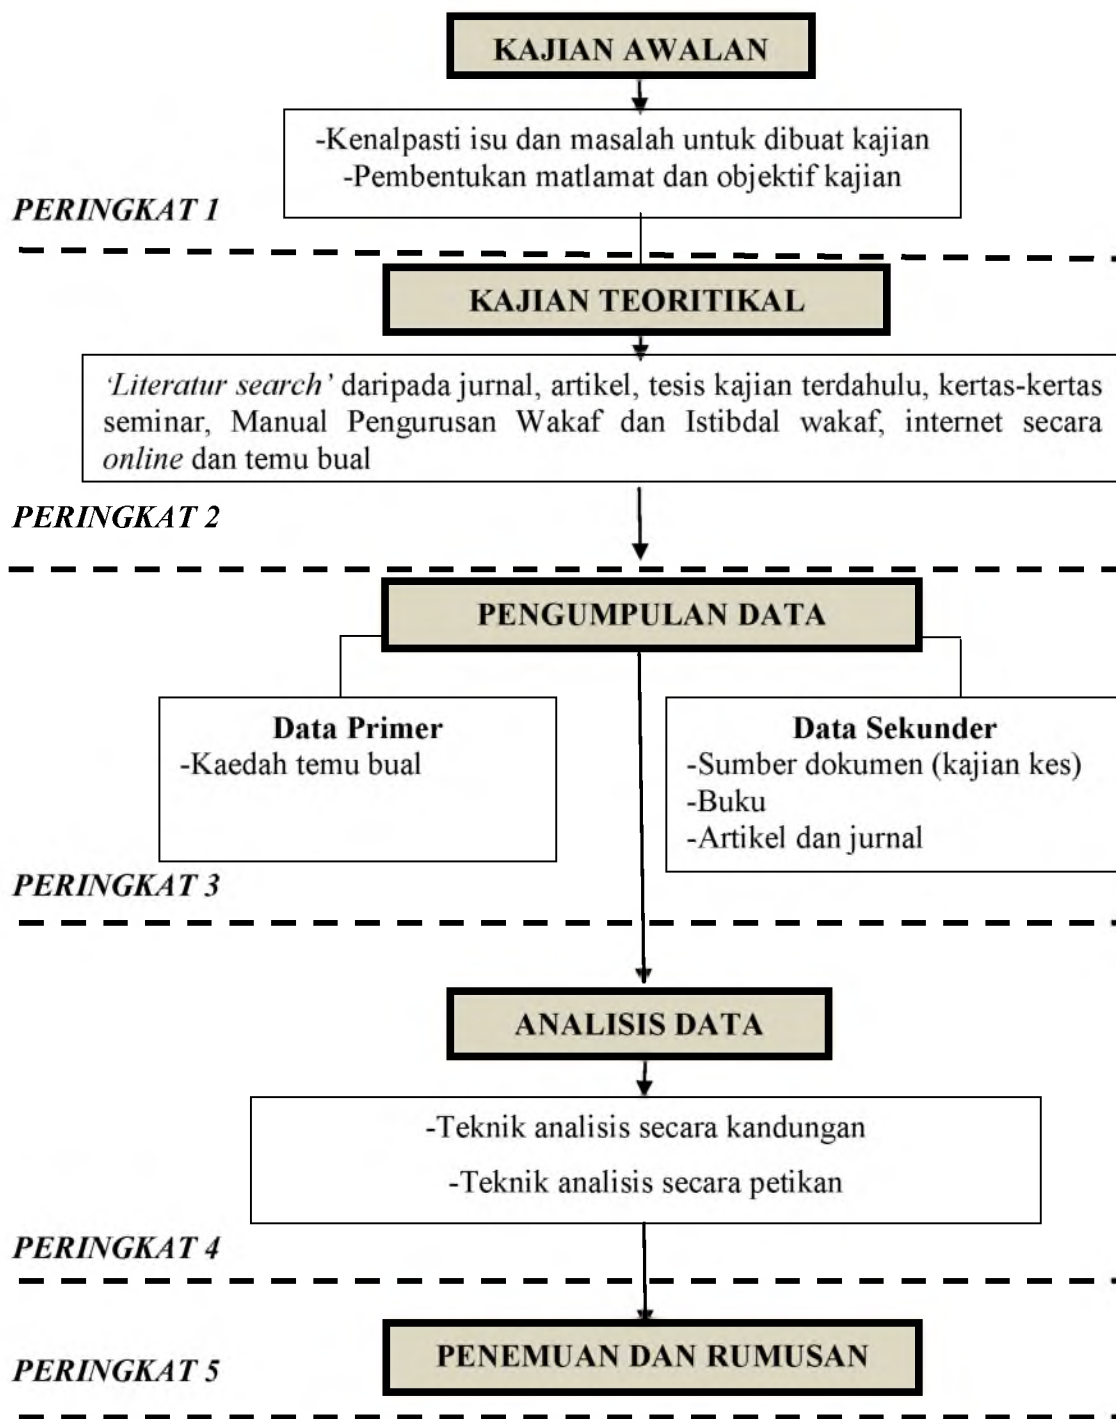 KAJIAN AWALAN
-Kenalpasti isu dan masalah untuk dibuat kajian
-Pembentukan matlamat dan objektif kajian
PERINGKAT 1
KAJIAN TEORITIKAL
‘Literatur search’ daripada jurnal, artikel, tesis kajian terdahulu, kertas-kertas
seminar, Manual Pengurusan Wakaf dan Istibdal wakaf, internet secara
online dan temu bual
PERINGKAT 2
PENGUMPULAN DATA
Data Primer
-Kaedah temu bual
Data Sekunder
-Sumber dokumen (kajian kes)
-Buku
-Artikel dan jurnal
PERINGKAT 3
ANALISIS DATA
-Teknik analisis secara kandungan
-Teknik analisis secara petikan
PERINGKAT 4
PENEMUAN DAN RUMUSAN
PERINGKAT 5